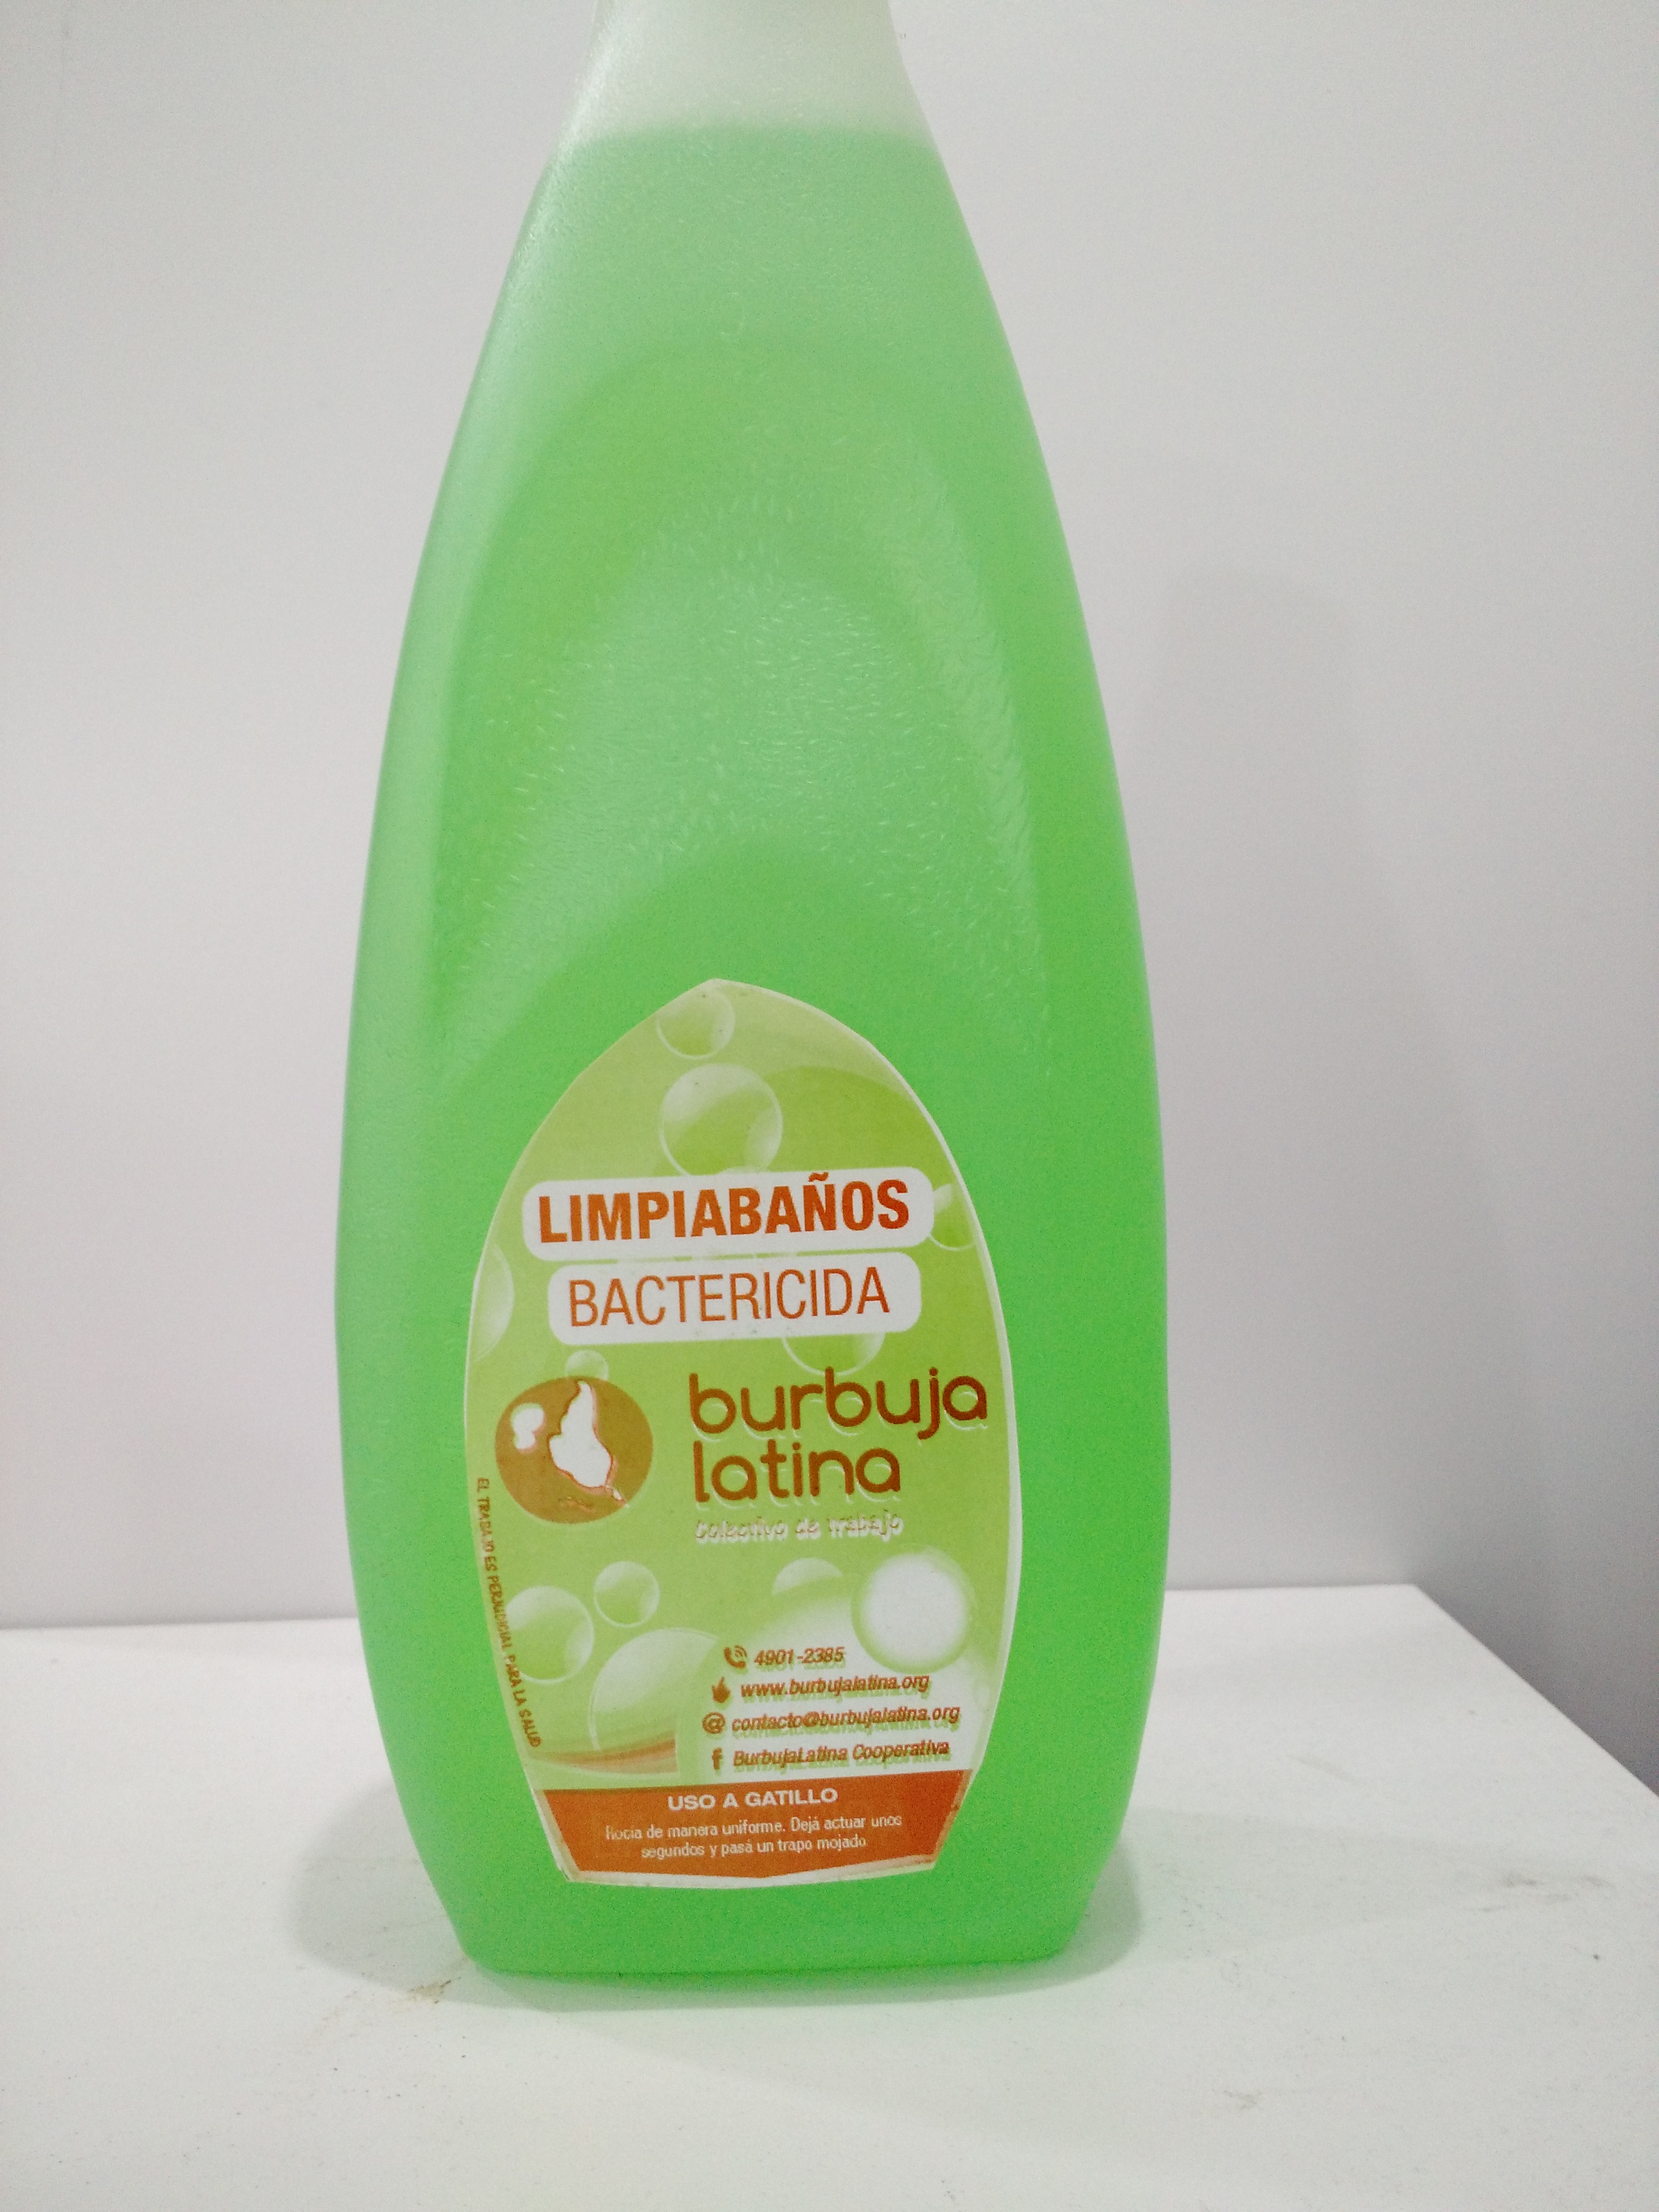 LIMPIABAÑOS
BACTERICIDA
burbuja
latina
Colectivo de trabajo
EL TRABAJO ES PERJUDICIAL PARA LA SALUD
4901-2385
www.burbujalatina.org
@ contacto@burbujalatina.org
f BurbujaLatina Cooperativa
USO A GATILLO
Rocia de manera uniforme. Dejá actuar unos
segundos y pasá un trapo mojado